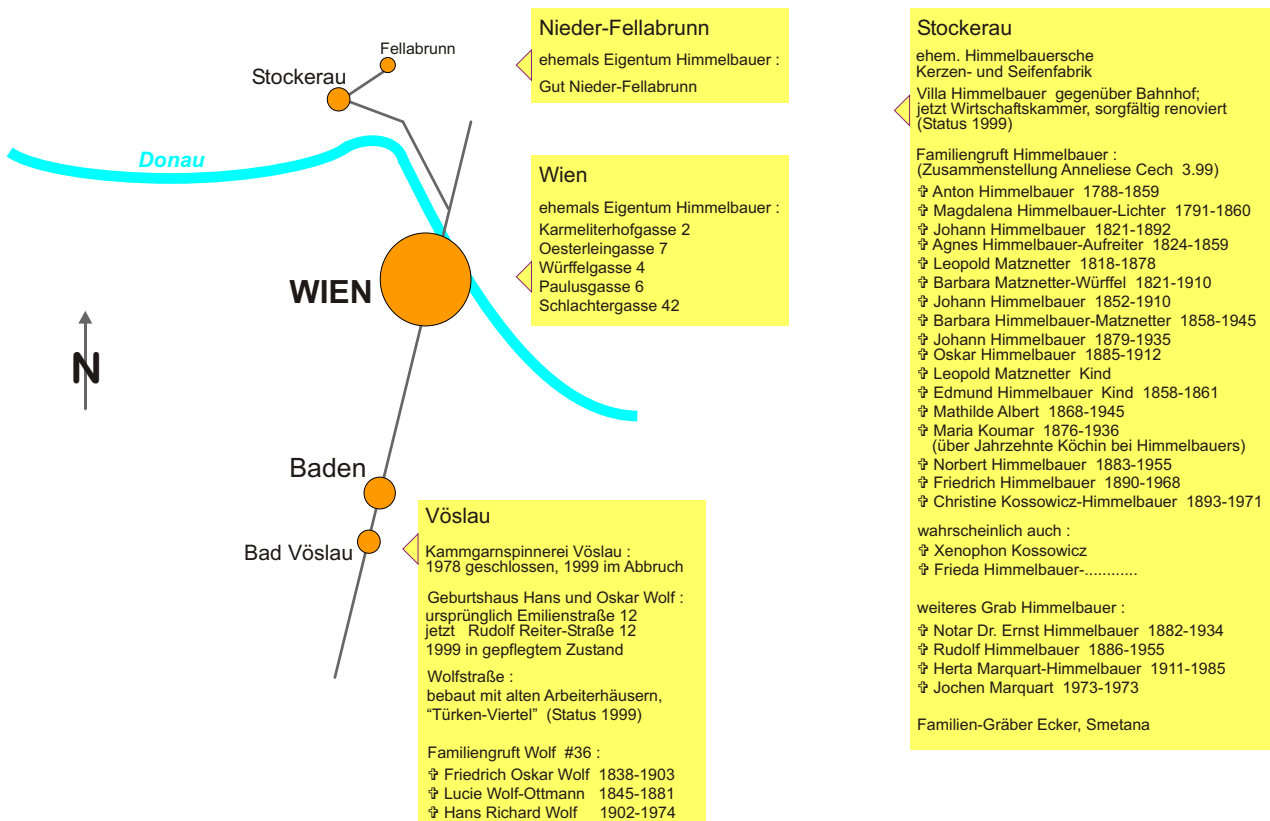 Fellabrunn
Stockerau
Donau
WIEN
N
Baden
Bad Vöslau
Nieder-Fellabrunn
ehemals Eigentum Himmelbauer :
Gut Nieder-Fellabrunn
Wien
ehemals Eigentum Himmelbauer :
Karmeliterhofgasse 2
Oesterleingasse 7
Würffelgasse 4
Paulusgasse 6
Schlachtergasse 42
Vöslau
Kammgarnspinnerei Vöslau :
1978 geschlossen, 1999 im Abbruch
Geburtshaus Hans und Oskar Wolf :
ursprünglich Emilienstraße 12
jetzt Rudolf Reiter-Straße 12
1999 in gepflegtem Zustand
Wolfstraße :
bebaut mit alten Arbeiterhäusern,
“Türken-Viertel” (Status 1999)
Familiengruft Wolf #36 :
✞ Friedrich Oskar Wolf 1838-1903
✞ Lucie Wolf-Ottmann 1845-1881
✞ Hans Richard Wolf 1902-1974
Stockerau
ehem. Himmelbauersche
Kerzen- und Seifenfabrik
Villa Himmelbauer gegenüber Bahnhof;
jetzt Wirtschaftskammer, sorgfältig renoviert
(Status 1999)
Familiengruft Himmelbauer :
(Zusammenstellung Anneliese Cech 3.99)
✞ Anton Himmelbauer 1788-1859
✞ Magdalena Himmelbauer-Lichter 1791-1860
✞ Johann Himmelbauer 1821-1892
✞ Agnes Himmelbauer-Aufreiter 1824-1859
✞ Leopold Matznetter 1818-1878
✞ Barbara Matznetter-Würffel 1821-1910
✞ Johann Himmelbauer 1852-1910
✞ Barbara Himmelbauer-Matznetter 1858-1945
✞ Johann Himmelbauer 1879-1935
✞ Oskar Himmelbauer 1885-1912
✞ Leopold Matznetter Kind
✞ Edmund Himmelbauer Kind 1858-1861
✞ Mathilde Albert 1868-1945
✞ Maria Koumar 1876-1936
(über Jahrzehnte Köchin bei Himmelbauers)
✞ Norbert Himmelbauer 1883-1955
✞ Friedrich Himmelbauer 1890-1968
✞ Christine Kossowicz-Himmelbauer 1893-1971
wahrscheinlich auch :
✞ Xenophon Kossowicz
✞ Frieda Himmelbauer-............
weiteres Grab Himmelbauer :
✞ Notar Dr. Ernst Himmelbauer 1882-1934
✞ Rudolf Himmelbauer 1886-1955
✞ Herta Marquart-Himmelbauer 1911-1985
✞ Jochen Marquart 1973-1973
Familien-Gräber Ecker, Smetana